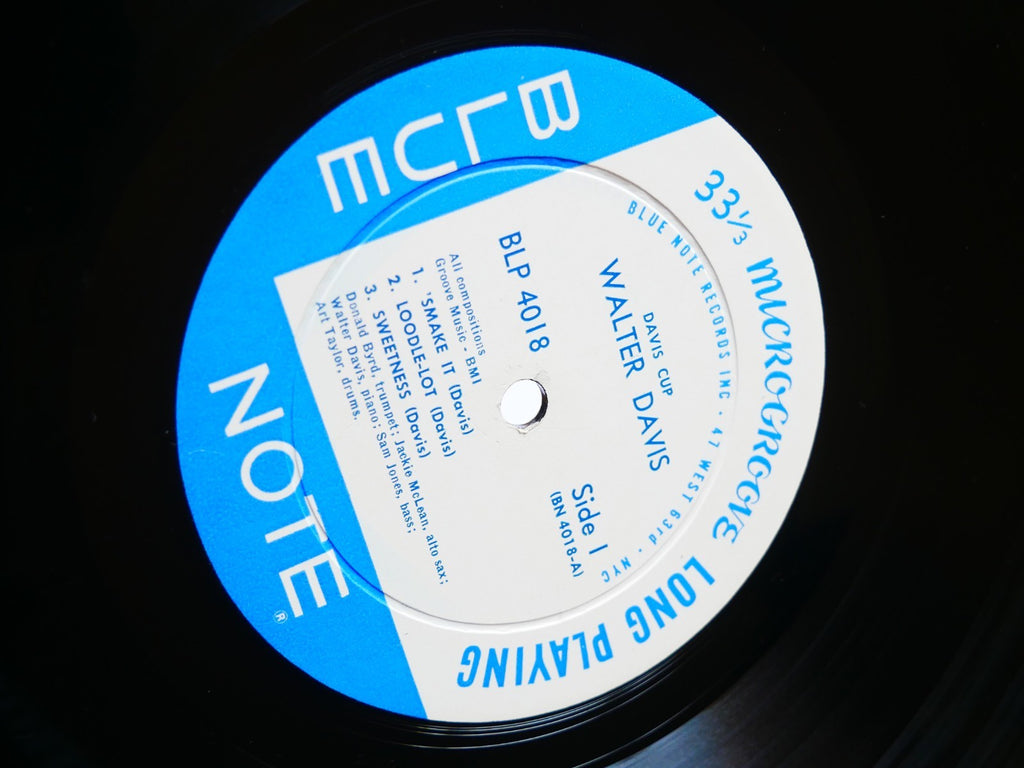 33⅓ MICROGROOVE LONG PLAYING
BLUE NOTE RECORDS INC · 47 WEST 63rd · NYC
DAVIS CUP
WALTER DAVIS
BLP 4018
Side 1
(BN 4018-A)
All compositions
Groove Music - BMI
1. 'SMAKE IT (Davis)
2. LOODLE-LOT (Davis)
3. SWEETNESS (Davis)
Donald Byrd, trumpet; Jackie McLean, alto sax;
Walter Davis, piano; Sam Jones, bass;
Art Taylor, drums.
BLUE
NOTE®